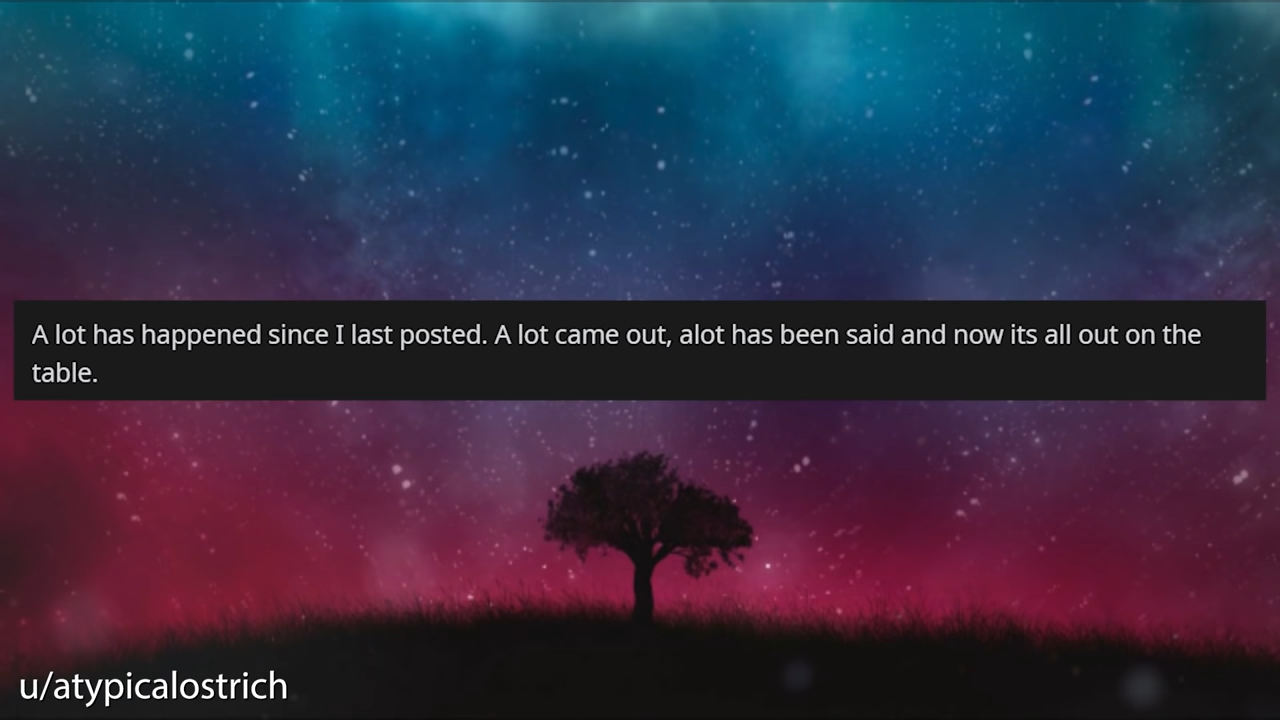 A lot has happened since I last posted. A lot came out, alot has been said and now its all out on the
table.
u/atypicalostrich